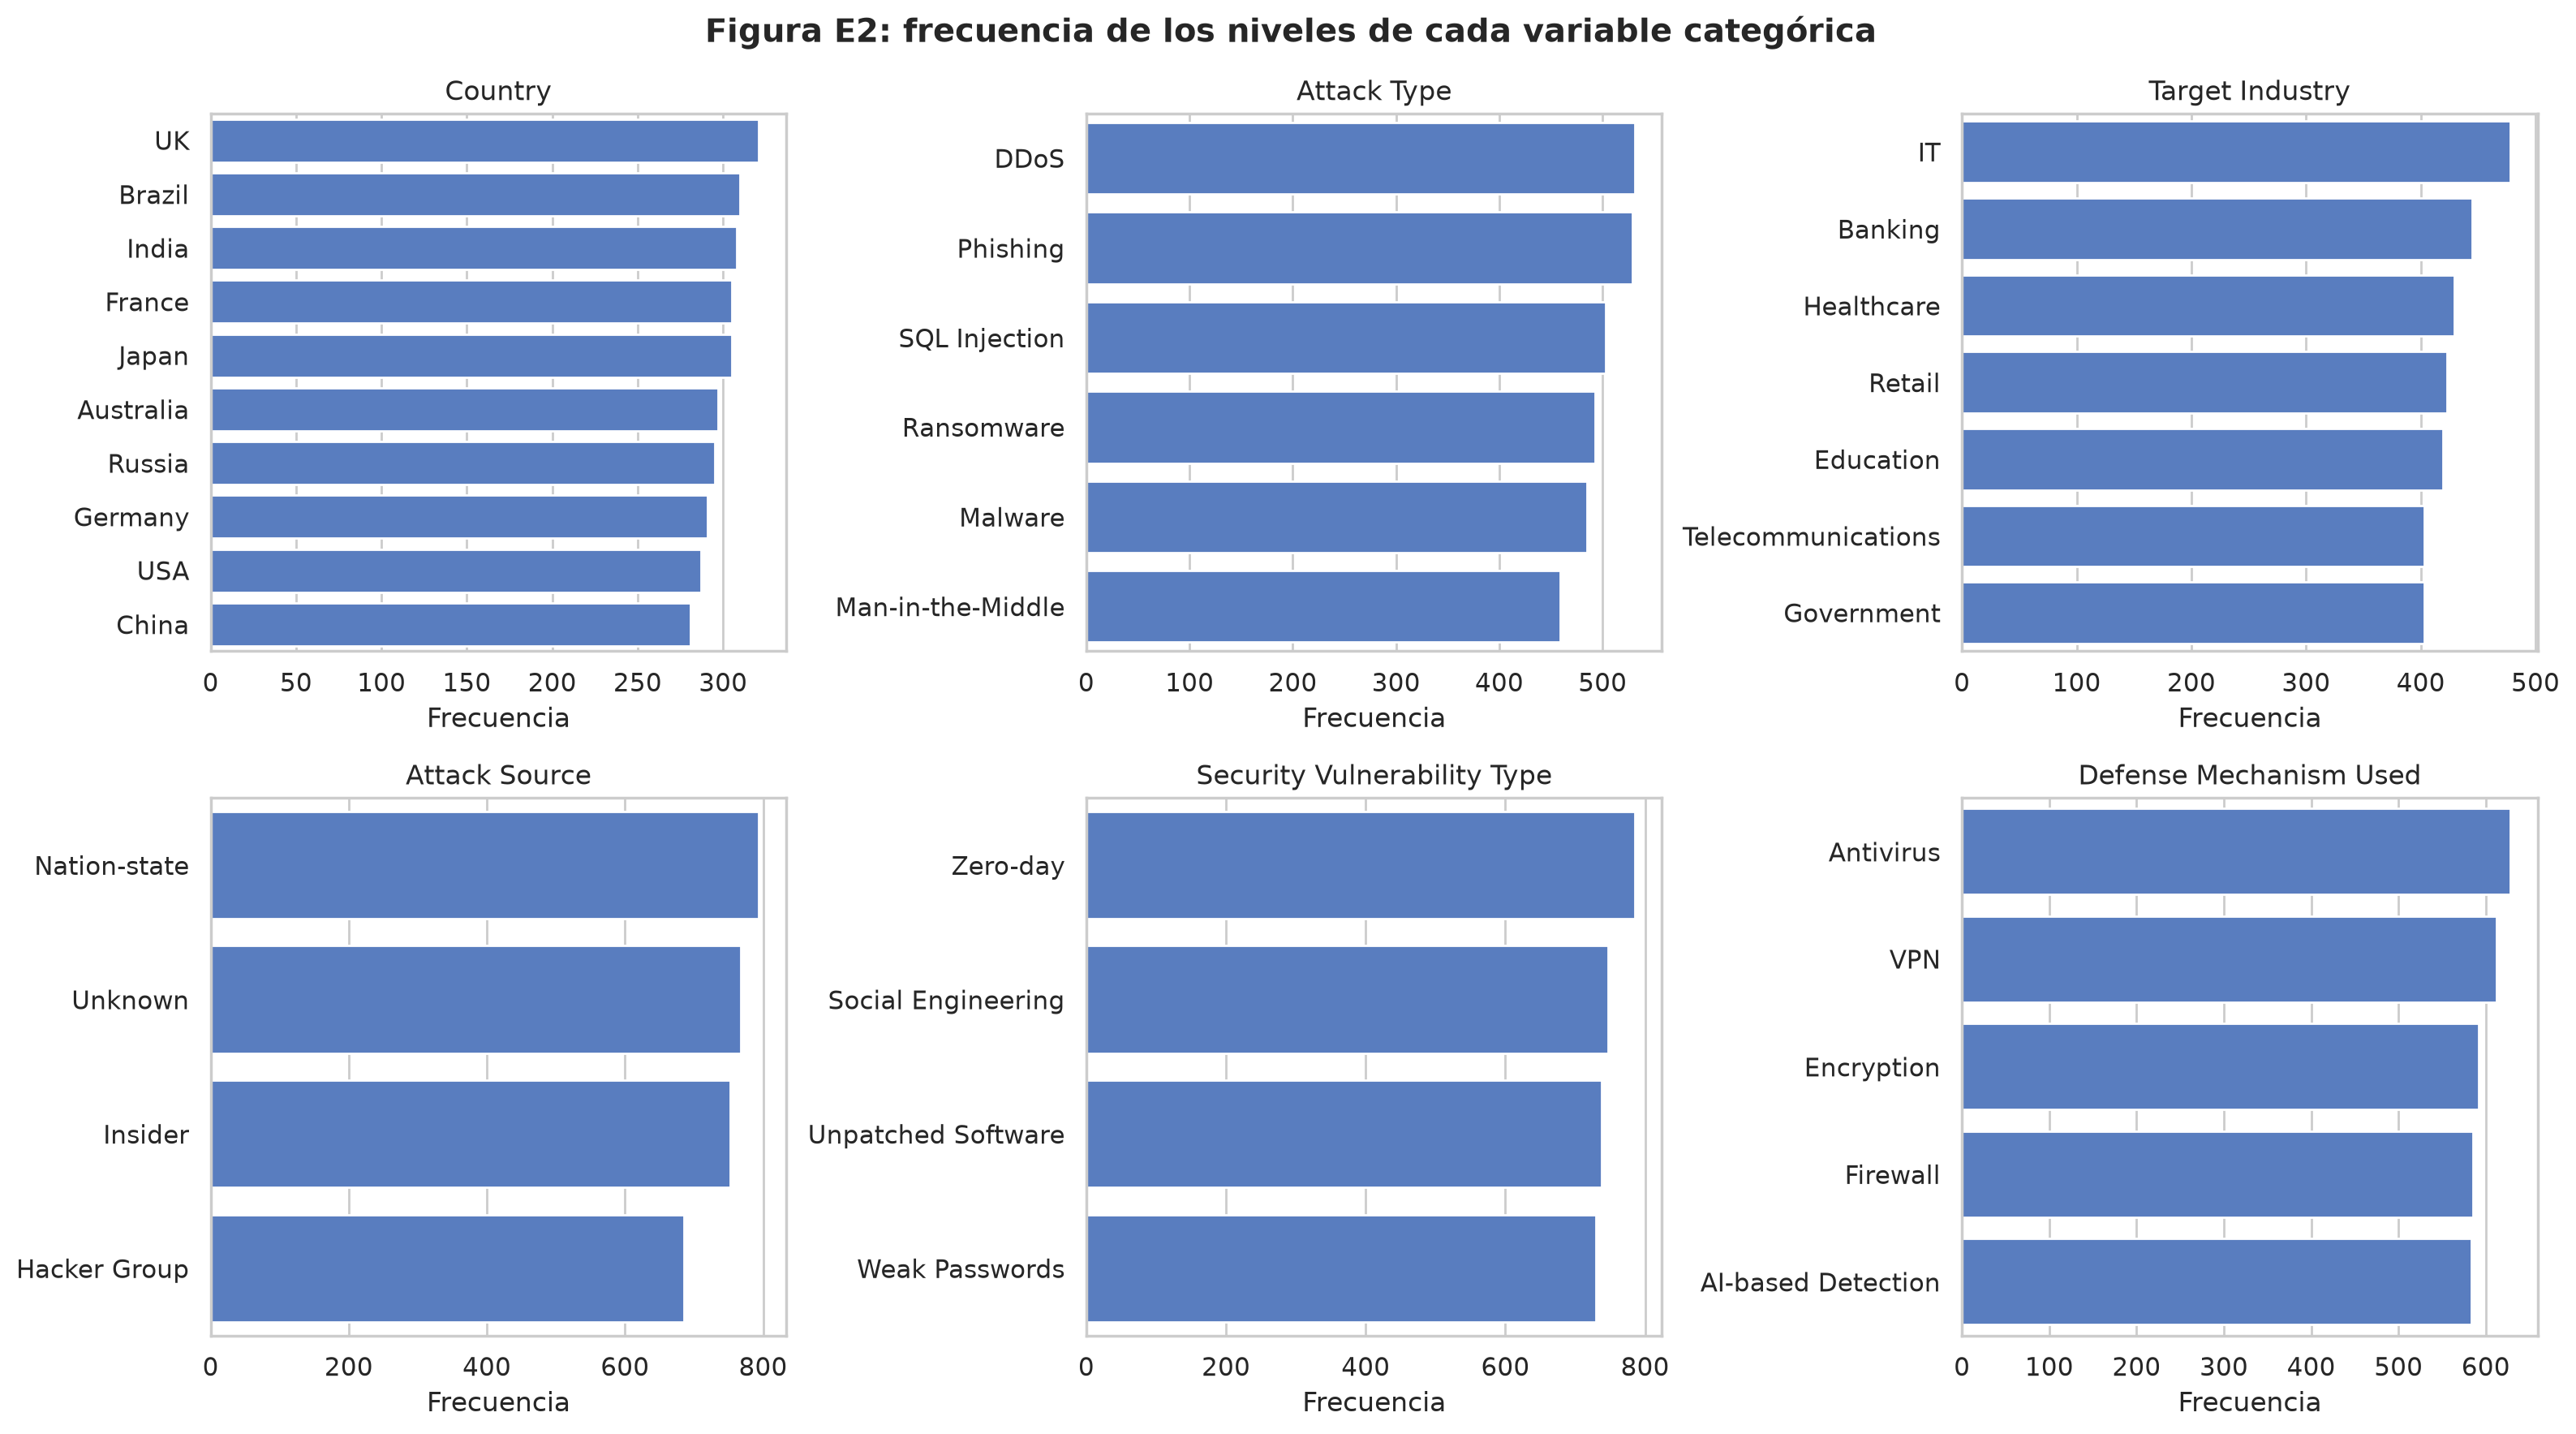 Figura E2: frecuencia de los niveles de cada variable categórica
Country
UK
Brazil
India
France
Japan
Australia
Russia
Germany
USA
China
0 50 100 150 200 250 300
Frecuencia
Attack Type
DDoS
Phishing
SQL Injection
Ransomware
Malware
Man-in-the-Middle
0 100 200 300 400 500
Frecuencia
Target Industry
IT
Banking
Healthcare
Retail
Education
Telecommunications
Government
0 100 200 300 400 500
Frecuencia
Attack Source
Nation-state
Unknown
Insider
Hacker Group
0 200 400 600 800
Frecuencia
Security Vulnerability Type
Zero-day
Social Engineering
Unpatched Software
Weak Passwords
0 200 400 600 800
Frecuencia
Defense Mechanism Used
Antivirus
VPN
Encryption
Firewall
AI-based Detection
0 100 200 300 400 500 600
Frecuencia